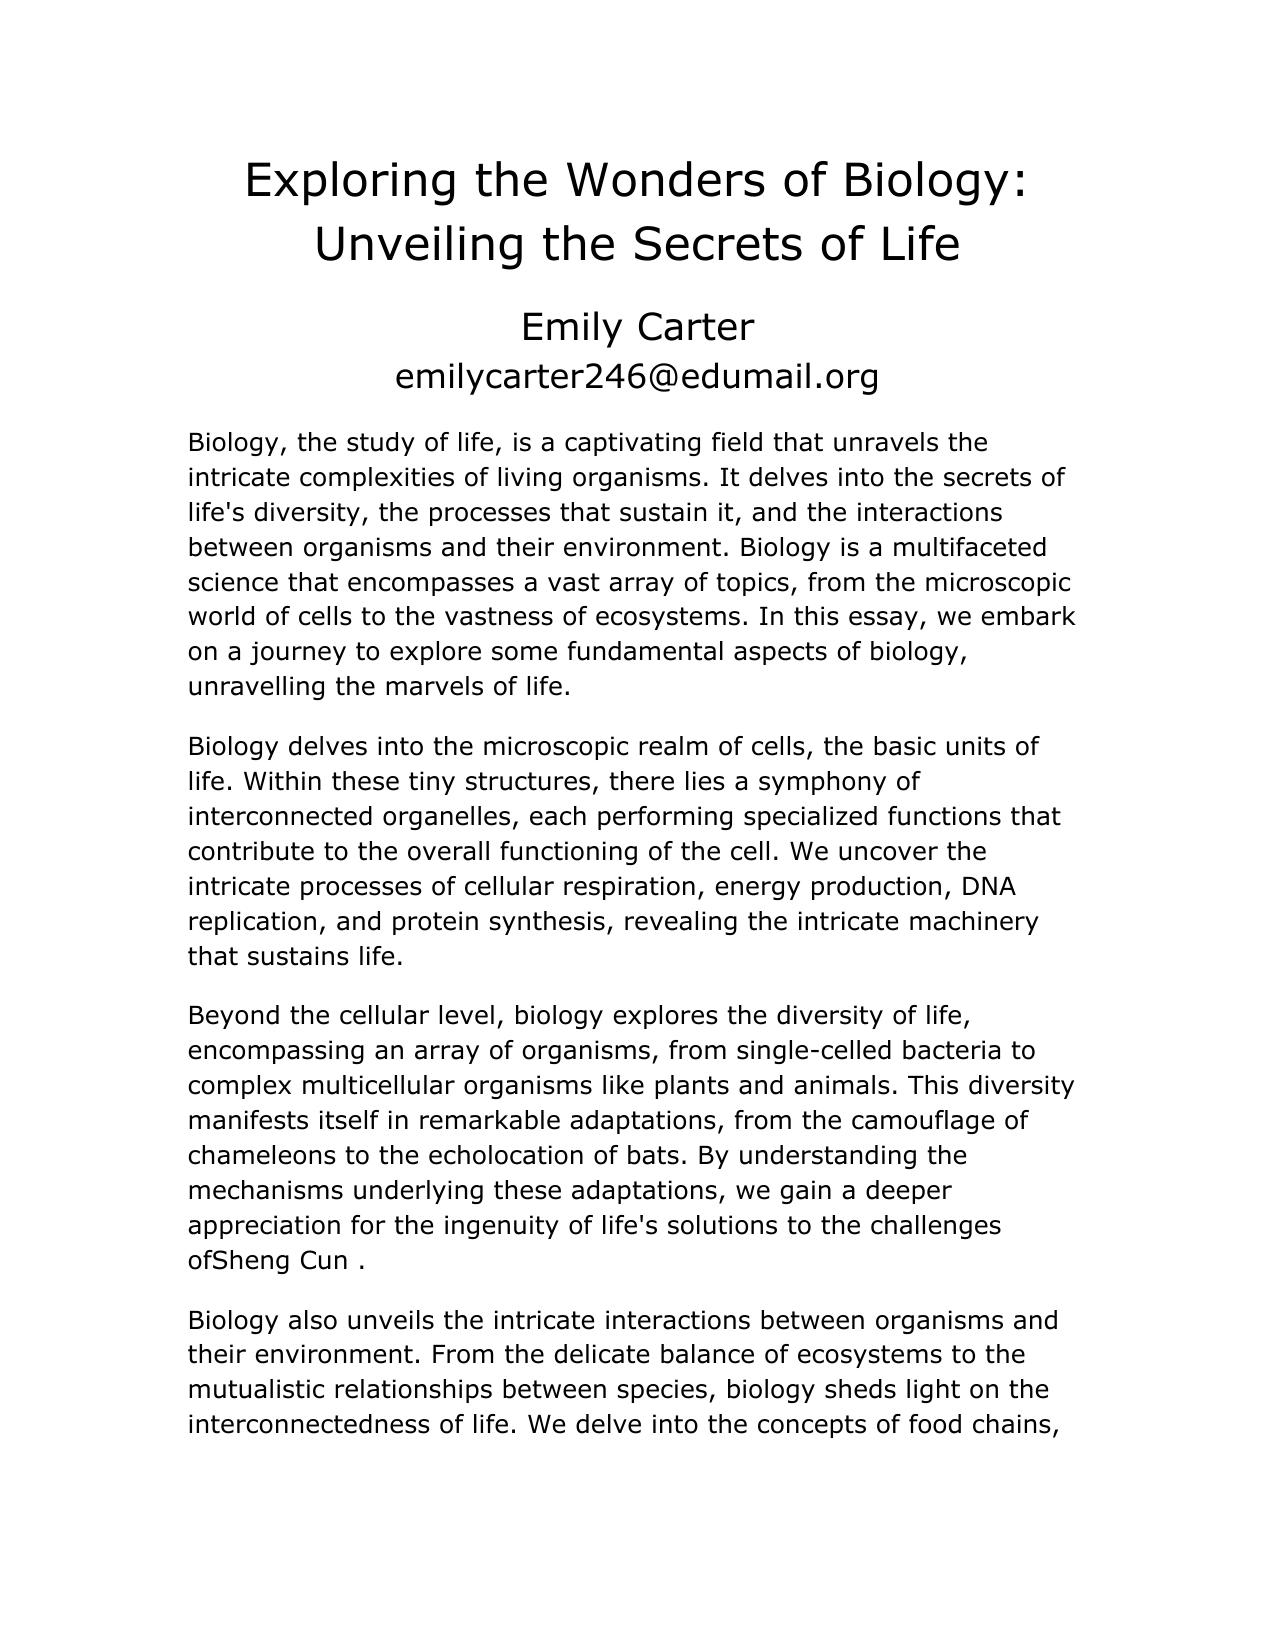 Exploring the Wonders of Biology:
Unveiling the Secrets of Life
Emily Carter
emilycarter246@edumail.org
Biology, the study of life, is a captivating field that unravels the
intricate complexities of living organisms. It delves into the secrets of
life's diversity, the processes that sustain it, and the interactions
between organisms and their environment. Biology is a multifaceted
science that encompasses a vast array of topics, from the microscopic
world of cells to the vastness of ecosystems. In this essay, we embark
on a journey to explore some fundamental aspects of biology,
unravelling the marvels of life.
Biology delves into the microscopic realm of cells, the basic units of
life. Within these tiny structures, there lies a symphony of
interconnected organelles, each performing specialized functions that
contribute to the overall functioning of the cell. We uncover the
intricate processes of cellular respiration, energy production, DNA
replication, and protein synthesis, revealing the intricate machinery
that sustains life.
Beyond the cellular level, biology explores the diversity of life,
encompassing an array of organisms, from single-celled bacteria to
complex multicellular organisms like plants and animals. This diversity
manifests itself in remarkable adaptations, from the camouflage of
chameleons to the echolocation of bats. By understanding the
mechanisms underlying these adaptations, we gain a deeper
appreciation for the ingenuity of life's solutions to the challenges
ofSheng Cun .
Biology also unveils the intricate interactions between organisms and
their environment. From the delicate balance of ecosystems to the
mutualistic relationships between species, biology sheds light on the
interconnectedness of life. We delve into the concepts of food chains,